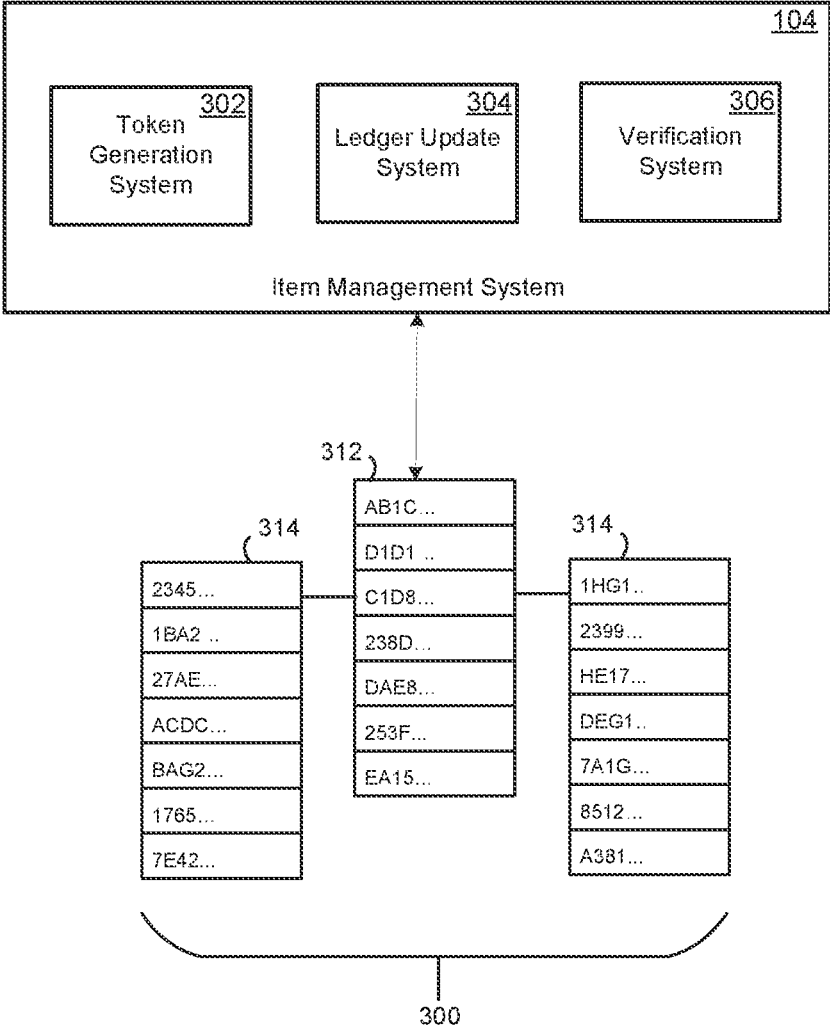 104
302
Token
Generation
System
304
Ledger Update
System
306
Verification
System
Item Management System
312
AB1C...
D1D1 ..
C1D8...
238D...
DAE8...
253F...
EA15...
314
2345...
1BA2 ..
27AE...
ACDC...
BAG2...
1765...
7E42...
314
1HG1..
2399...
HE17...
DEG1..
7A1G...
8512...
A381...
300